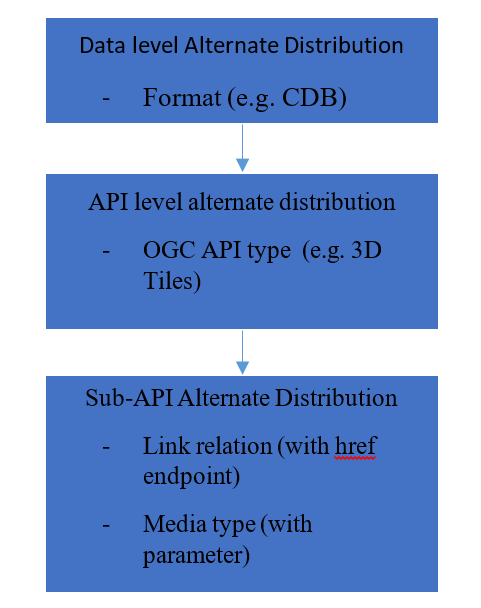 Data level Alternate Distribution
- Format (e.g. CDB)
API level alternate distribution
- OGC API type (e.g. 3D
Tiles)
Sub-API Alternate Distribution
- Link relation (with href
endpoint)
- Media type (with
parameter)